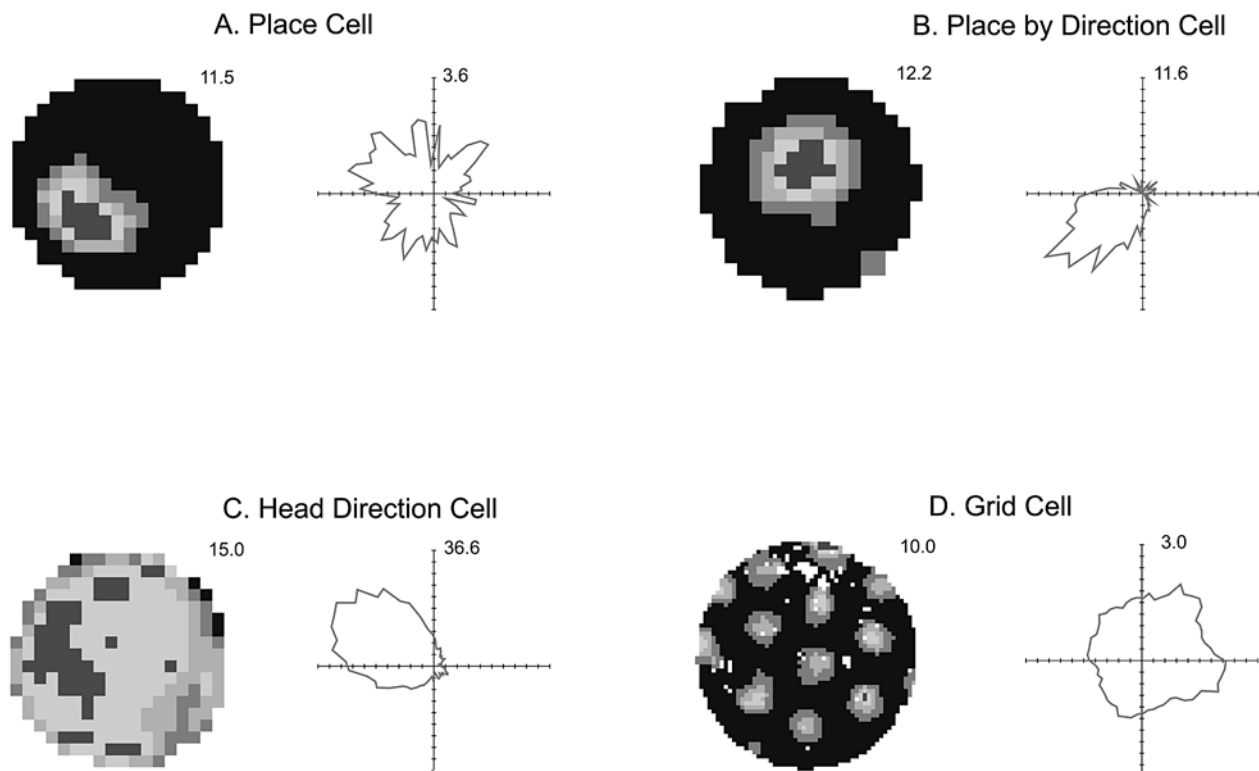 A. Place Cell
11.5
3.6
B. Place by Direction Cell
12.2
11.6
C. Head Direction Cell
15.0
36.6
D. Grid Cell
10.0
3.0